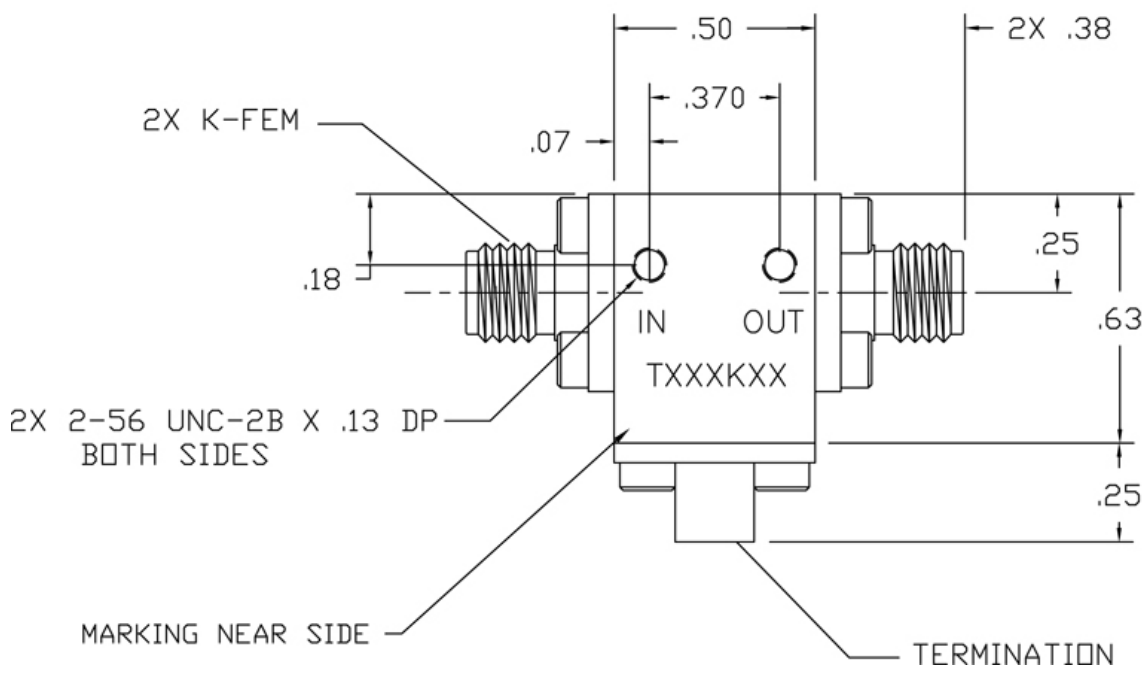 .50
2X .38
.370
2X K-FEM
.07
.18
.25
IN
OUT
.63
TXXXKXX
2X 2-56 UNC-2B X .13 DP
BOTH SIDES
.25
MARKING NEAR SIDE
TERMINATION